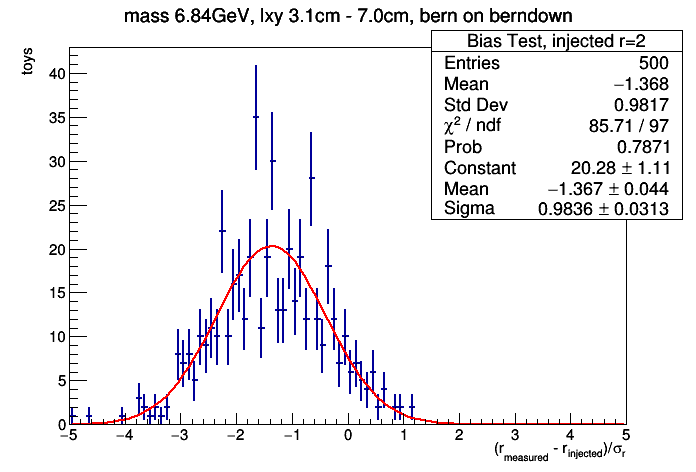 mass 6.84GeV, lxy 3.1cm - 7.0cm, bern on berndown
Bias Test, injected r=2
Entries 500
Mean −1.368
Std Dev 0.9817
χ² / ndf 85.71 / 97
Prob 0.7871
Constant 20.28 ± 1.11
Mean −1.367 ± 0.044
Sigma 0.9836 ± 0.0313
toys
40
35
30
25
20
15
10
5
0
−5 −4 −3 −2 −1 0 1 2 3 4 5
(r_measured - r_injected)/σ_r